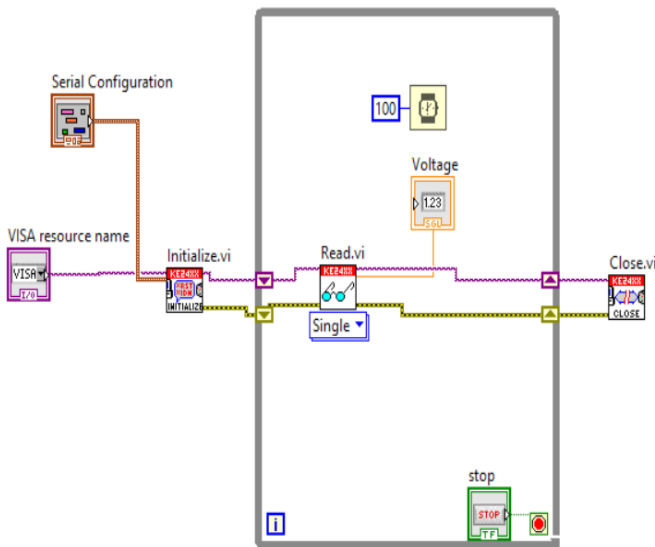 Serial Configuration
100
Voltage
1.23
SGL
VISA resource name
VISA
I/O
Initialize.vi
KE24XX
INITIALIZE
Read.vi
KE24XX
Single
Close.vi
KE24XX
CLOSE
stop
STOP
TF
i